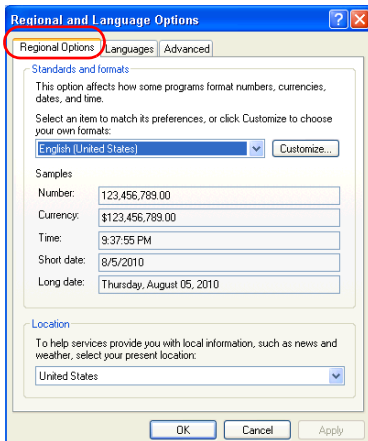 Regional and Language Options
Regional Options Languages Advanced
Standards and formats
This option affects how some programs format numbers, currencies,
dates, and time.
Select an item to match its preferences, or click Customize to choose
your own formats:
English (United States) Customize...
Samples
Number: 123,456,789.00
Currency: $123,456,789.00
Time: 9:37:55 PM
Short date: 8/5/2010
Long date: Thursday, August 05, 2010
Location
To help services provide you with local information, such as news and
weather, select your present location:
United States
OK Cancel Apply